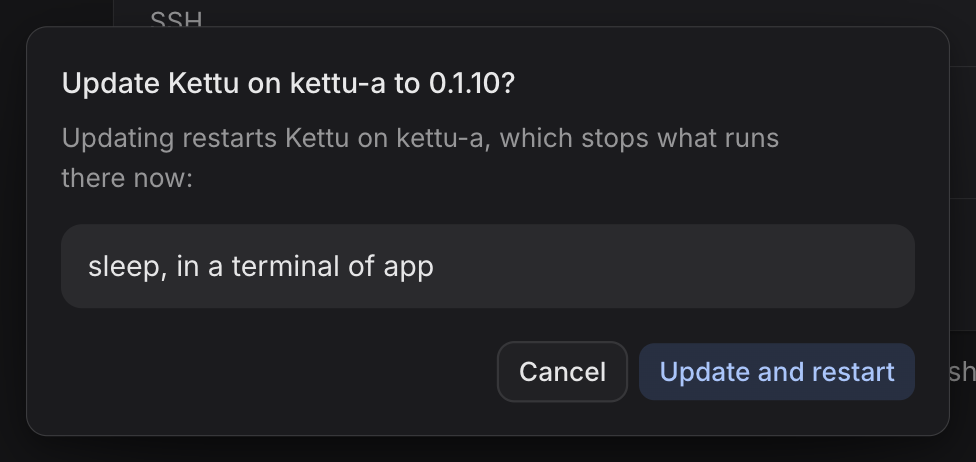 SSH
Update Kettu on kettu-a to 0.1.10?
Updating restarts Kettu on kettu-a, which stops what runs
there now:
sleep, in a terminal of app
Cancel
Update and restart
sh